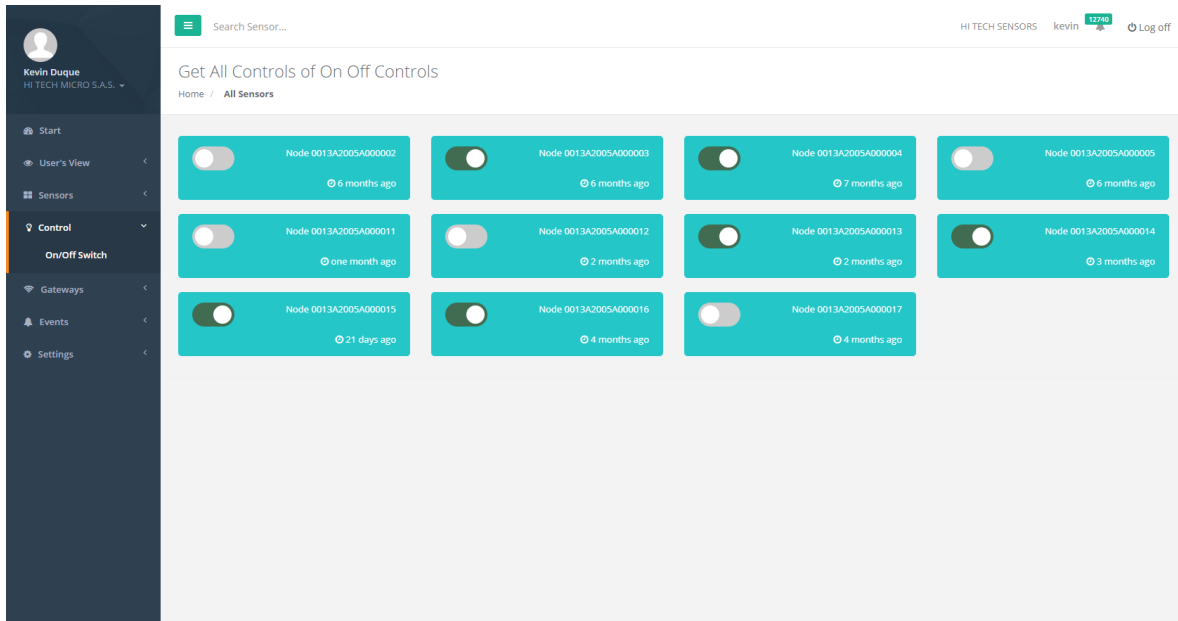 Kevin Duque
HI TECH MICRO S.A.S.
Start
User's View
Sensors
Control
On/Off Switch
Gateways
Events
Settings
Search Sensor...
HI TECH SENSORS kevin 12740 Log off
Get All Controls of On Off Controls
Home / All Sensors
Node 0013A2005A000002
6 months ago
Node 0013A2005A000003
6 months ago
Node 0013A2005A000004
7 months ago
Node 0013A2005A000005
6 months ago
Node 0013A2005A000011
one month ago
Node 0013A2005A000012
2 months ago
Node 0013A2005A000013
2 months ago
Node 0013A2005A000014
3 months ago
Node 0013A2005A000015
21 days ago
Node 0013A2005A000016
4 months ago
Node 0013A2005A000017
4 months ago